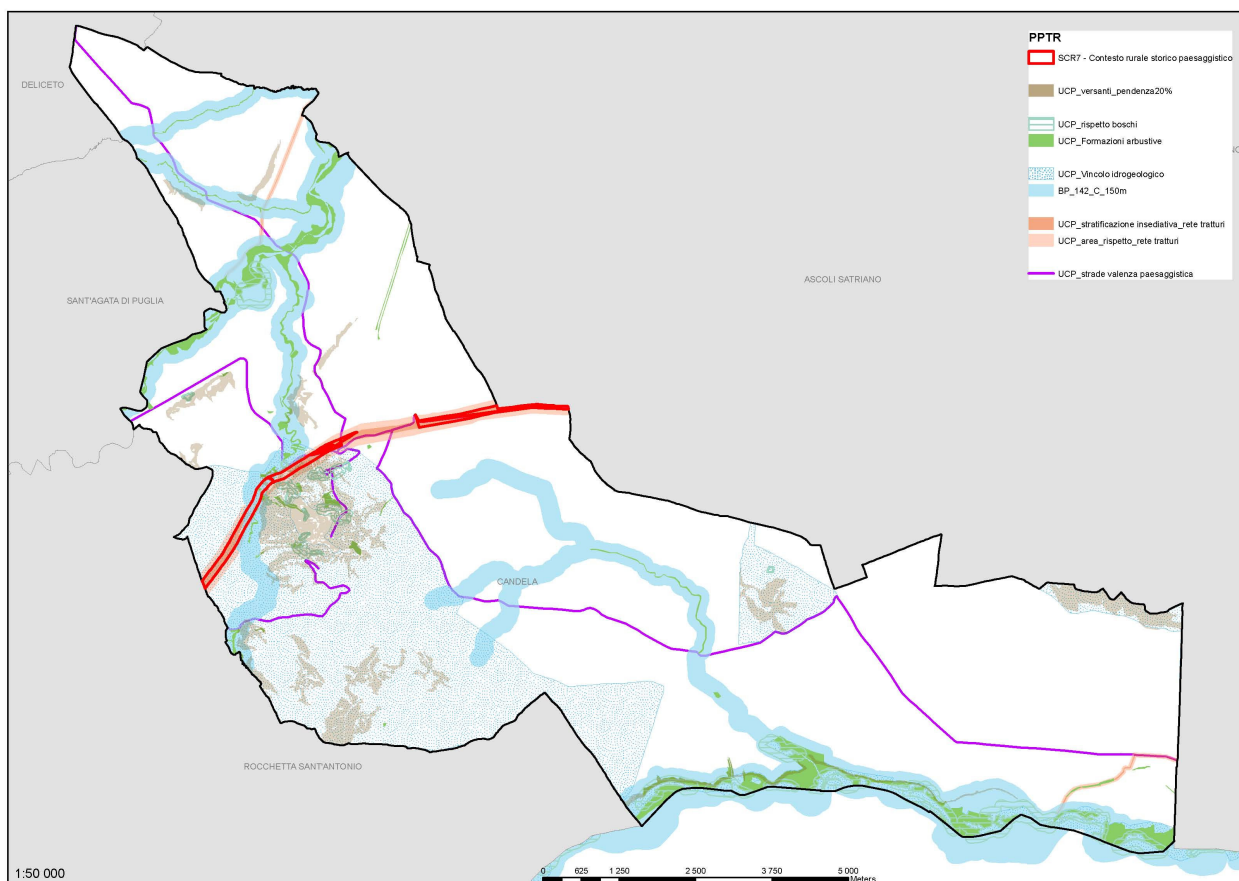 PPTR
SCR7 - Contesto rurale storico paesaggistico
UCP_versanti_pendenza20%
UCP_rispetto boschi
UCP_Formazioni arbustive
UCP_Vincolo idrogeologico
BP_142_C_150m
UCP_stratificazione insediativa_rete tratturi
UCP_area_rispetto_rete tratturi
UCP_strade valenza paesaggistica
DELICETO
ASCOLI SATRIANO
SANT'AGATA DI PUGLIA
CANDELA
ROCCHETTA SANT'ANTONIO
1:50 000
0 625 1 250 2 500 3 750 5 000
Meters